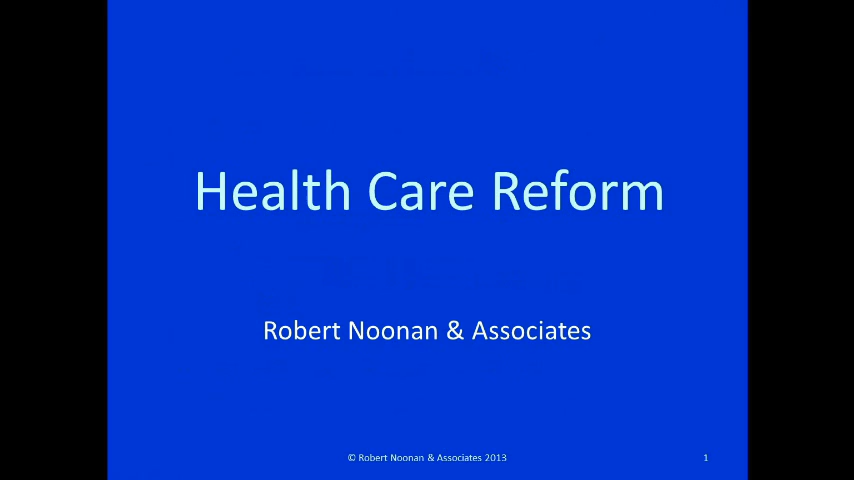 Health Care Reform
Robert Noonan & Associates
© Robert Noonan & Associates 2013
1